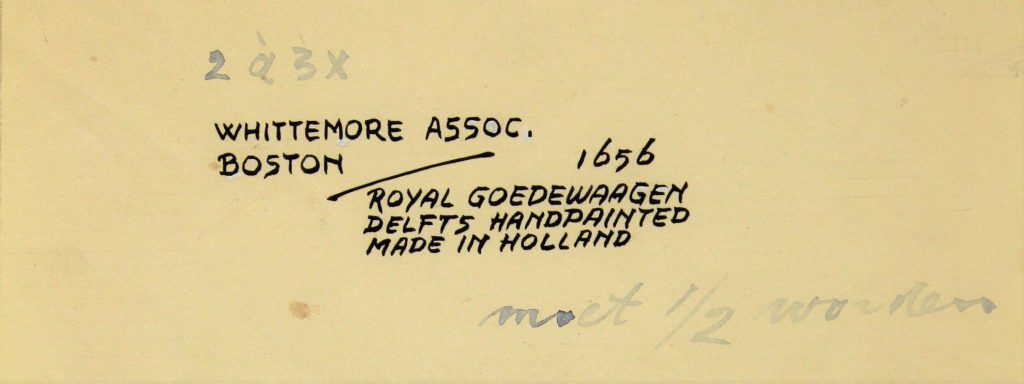 2 à 3x
WHITTEMORE ASSOC.
BOSTON
1656
ROYAL GOEDEWAAGEN
DELFTS HANDPAINTED
MADE IN HOLLAND
moet 1/2 worden